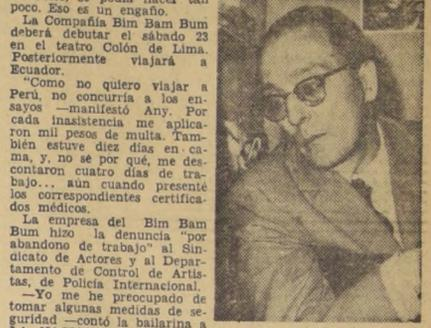 poco. Eso es un engaño.
La Compañía Bim Bam Bum
deberá debutar el sábado 23
en el teatro Colón de Lima.
Posteriormente viajará a
Ecuador.
"Como no quiero viajar a
Perú, no concurría a los en-
sayos —manifestó Any. Por
cada inasistencia me aplica-
ron mil pesos de multa. Tam-
bién estuve diez días en ca-
ma, y, no sé por qué, me des-
contaron cuatro días de tra-
bajo... aún cuando presenté
los correspondientes certifica-
dos médicos.
La empresa del Bim Bam
Bum hizo la denuncia "por
abandono de trabajo" al Sin-
dicato de Actores y al Depar-
tamento de Control de Artis-
tas, de Policía Internacional.
—Yo me he preocupado de
tomar algunas medidas de se-
guridad —contó la bailarina a